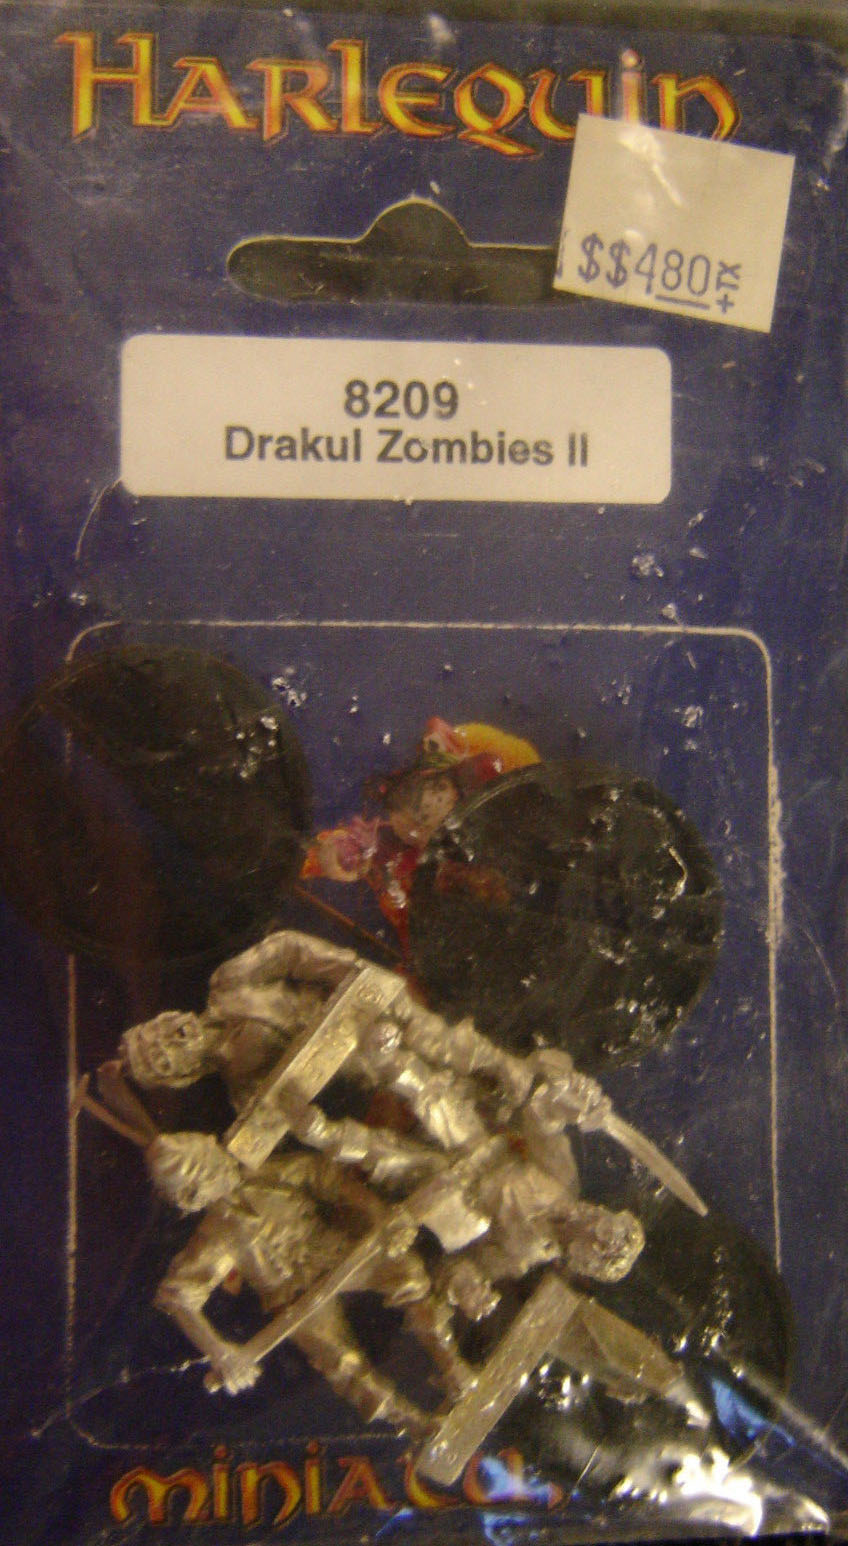 HARLEQUIN
$$480 +TX
8209
Drakul Zombies II